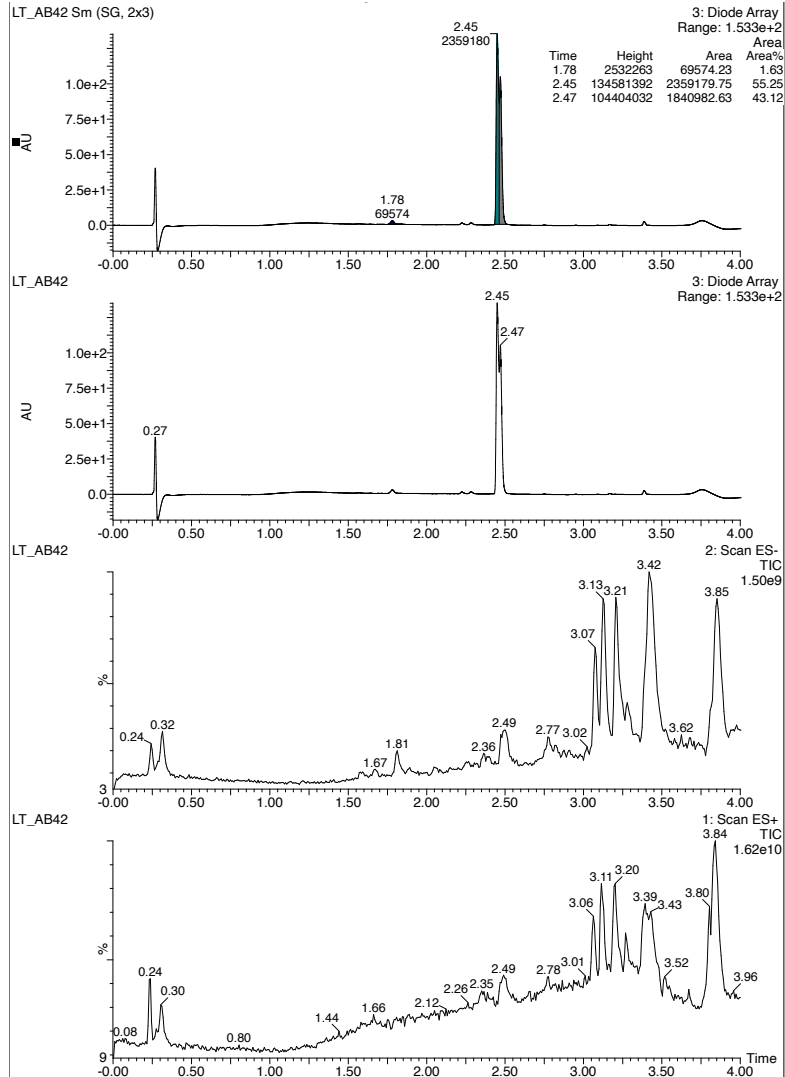 LT_AB42 Sm (SG, 2x3)
3: Diode Array
Range: 1.533e+2
Area
Time Height Area Area%
1.78 2532263 69574.23 1.63
2.45 134581392 2359179.75 55.25
2.47 104404032 1840982.63 43.12
2.45
2359180
1.78
69574
AU
1.0e+2
7.5e+1
5.0e+1
2.5e+1
0.0
-0.00 0.50 1.00 1.50 2.00 2.50 3.00 3.50 4.00
LT_AB42
3: Diode Array
Range: 1.533e+2
2.45
2.47
0.27
AU
1.0e+2
7.5e+1
5.0e+1
2.5e+1
0.0
-0.00 0.50 1.00 1.50 2.00 2.50 3.00 3.50 4.00
LT_AB42
2: Scan ES-
TIC
1.50e9
%
3
0.24 0.32 1.67 1.81 2.36 2.49 2.77 3.02 3.07 3.13 3.21 3.42 3.62 3.85
-0.00 0.50 1.00 1.50 2.00 2.50 3.00 3.50 4.00
LT_AB42
1: Scan ES+
TIC
1.62e10
%
9
0.08 0.24 0.30 0.80 1.44 1.66 2.12 2.26 2.35 2.49 2.78 3.01 3.06 3.11 3.20 3.39 3.43 3.52 3.80 3.84 3.96
Time
-0.00 0.50 1.00 1.50 2.00 2.50 3.00 3.50 4.00